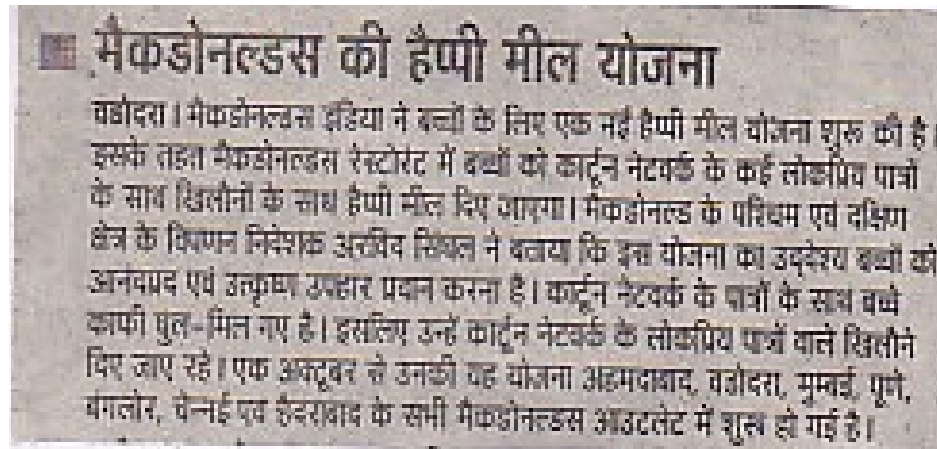 मैकडोनल्डस की हैप्पी मील योजना
वडोदरा। मैकडोनल्डस इंडिया ने बच्चों के लिए एक नई हैप्पी मील योजना शुरू की है।
इसके तहत मैकडोनल्डस रेस्टोरेंट में बच्चों को कार्टून नेटवर्क के कई लोकप्रिय पात्रों
के साथ खिलौनों के साथ हैप्पी मील दिए जाएगा। मैकडोनल्ड के पश्चिम एवं दक्षिण
क्षेत्र के विपणन निदेशक अरविंद सिंघल ने बताया कि इस योजना का उद्देश्य बच्चों को
आनंदप्रद एवं उत्कृष्ण उपहार प्रदान करना है। कार्टून नेटवर्क के पात्रों के साथ बच्चे
काफी घुल-मिल गए है। इसलिए उन्हें कार्टून नेटवर्क के लोकप्रिय पात्रों वाले खिलौने
दिए जाए रहे। एक अक्टूबर से उनकी यह योजना अहमदाबाद, वडोदरा, मुम्बई, पूणे,
बंगलोर, चेन्नई एवं हैदराबाद के सभी मैकडोनल्डस आउटलेट में शुरू हो गई है।